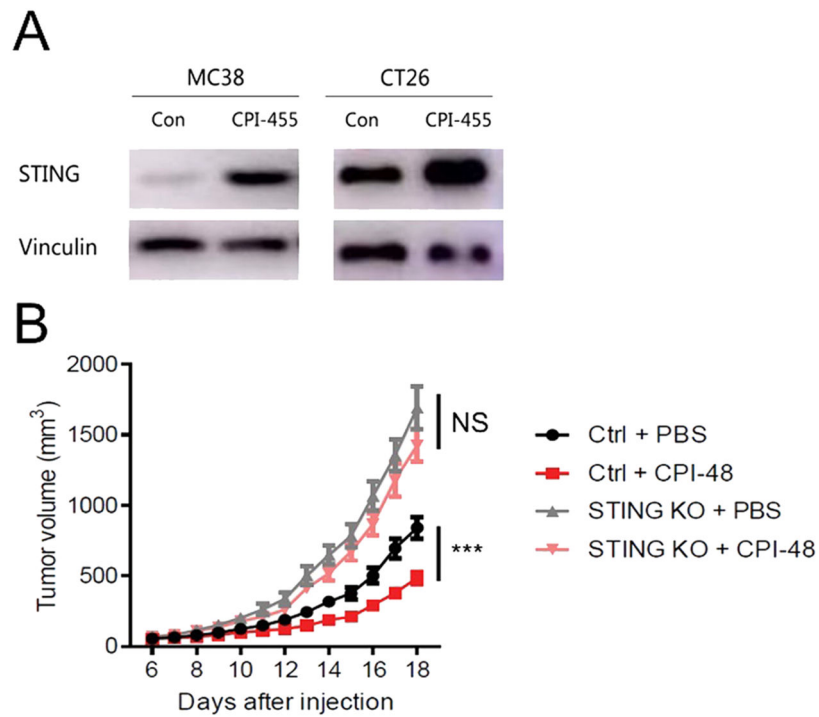 A
MC38 CT26
Con CPI-455 Con CPI-455
STING
Vinculin
B
2000
1500
1000
500
0
Tumor volume (mm³)
6 8 10 12 14 16 18
Days after injection
NS
***
Ctrl + PBS
Ctrl + CPI-48
STING KO + PBS
STING KO + CPI-48